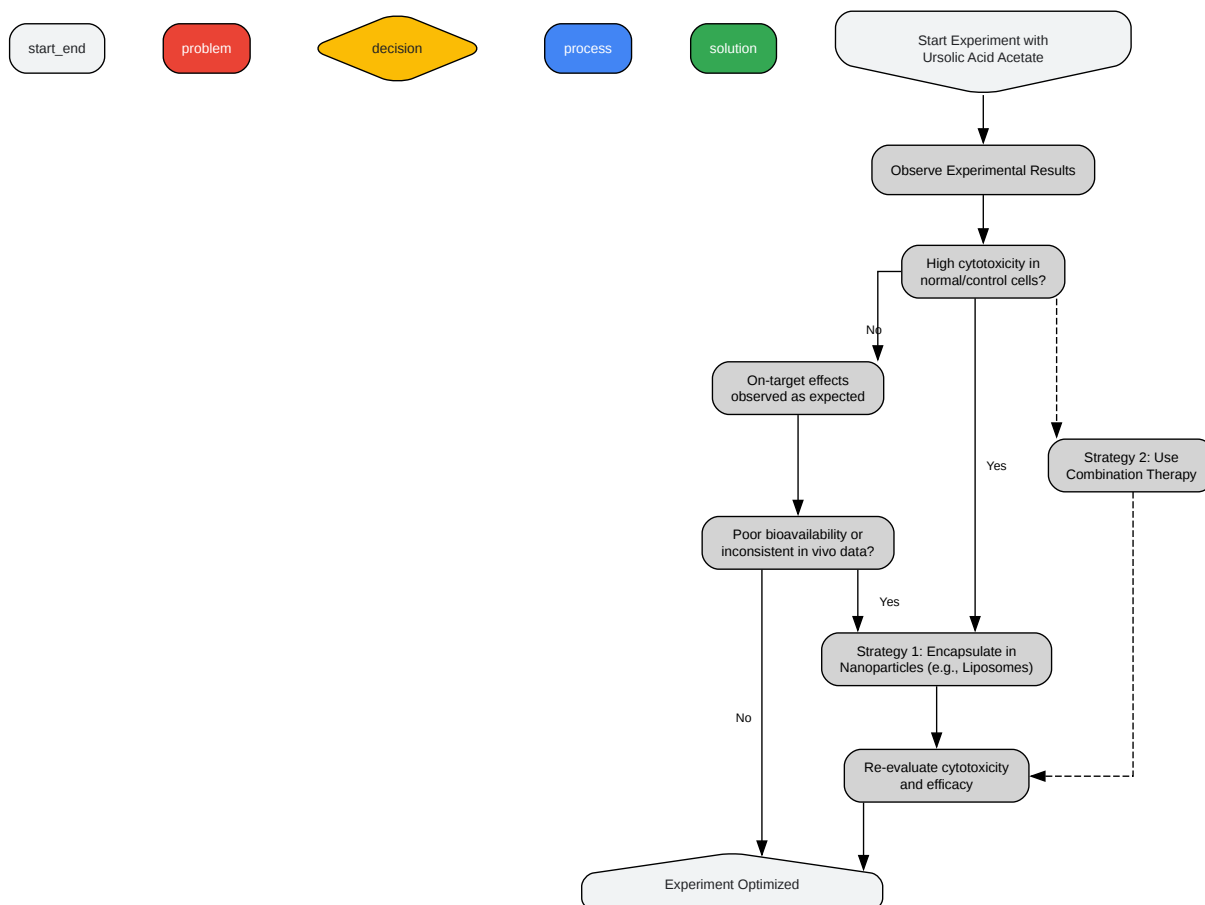 start_end
problem
decision
process
solution
Start Experiment with
Ursolic Acid Acetate
Observe Experimental Results
High cytotoxicity in
normal/control cells?
No
On-target effects
observed as expected
Yes
Strategy 2: Use
Combination Therapy
Poor bioavailability or
inconsistent in vivo data?
Yes
Strategy 1: Encapsulate in
Nanoparticles (e.g., Liposomes)
No
Re-evaluate cytotoxicity
and efficacy
Experiment Optimized